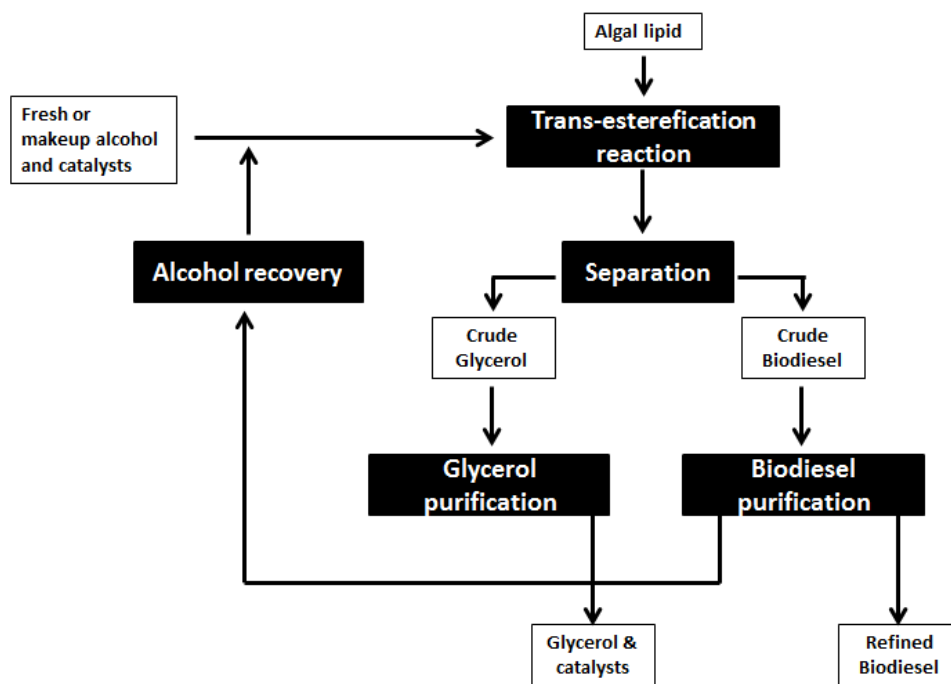 Algal lipid
Fresh or
makeup alcohol
and catalysts
Trans-esterefication
reaction
Alcohol recovery
Separation
Crude
Glycerol
Crude
Biodiesel
Glycerol
purification
Biodiesel
purification
Glycerol &
catalysts
Refined
Biodiesel